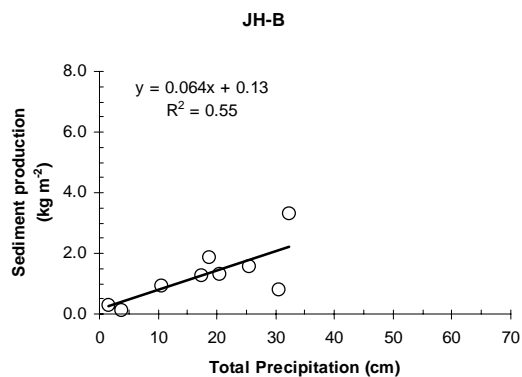 JH-B
y = 0.064x + 0.13
R² = 0.55
8.0
6.0
4.0
2.0
0.0
Sediment production
(kg m⁻²)
0 10 20 30 40 50 60 70
Total Precipitation (cm)